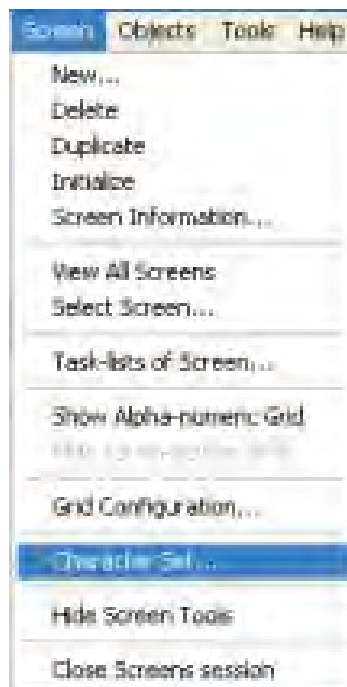 Screen Objects Tools Help
New...
Delete
Duplicate
Initialize
Screen Information...
View All Screens
Select Screen...
Task-lists of Screen...
Show Alpha-numeric Grid
Grid Configuration...
Character Set...
Hide Screen Tools
Close Screens session